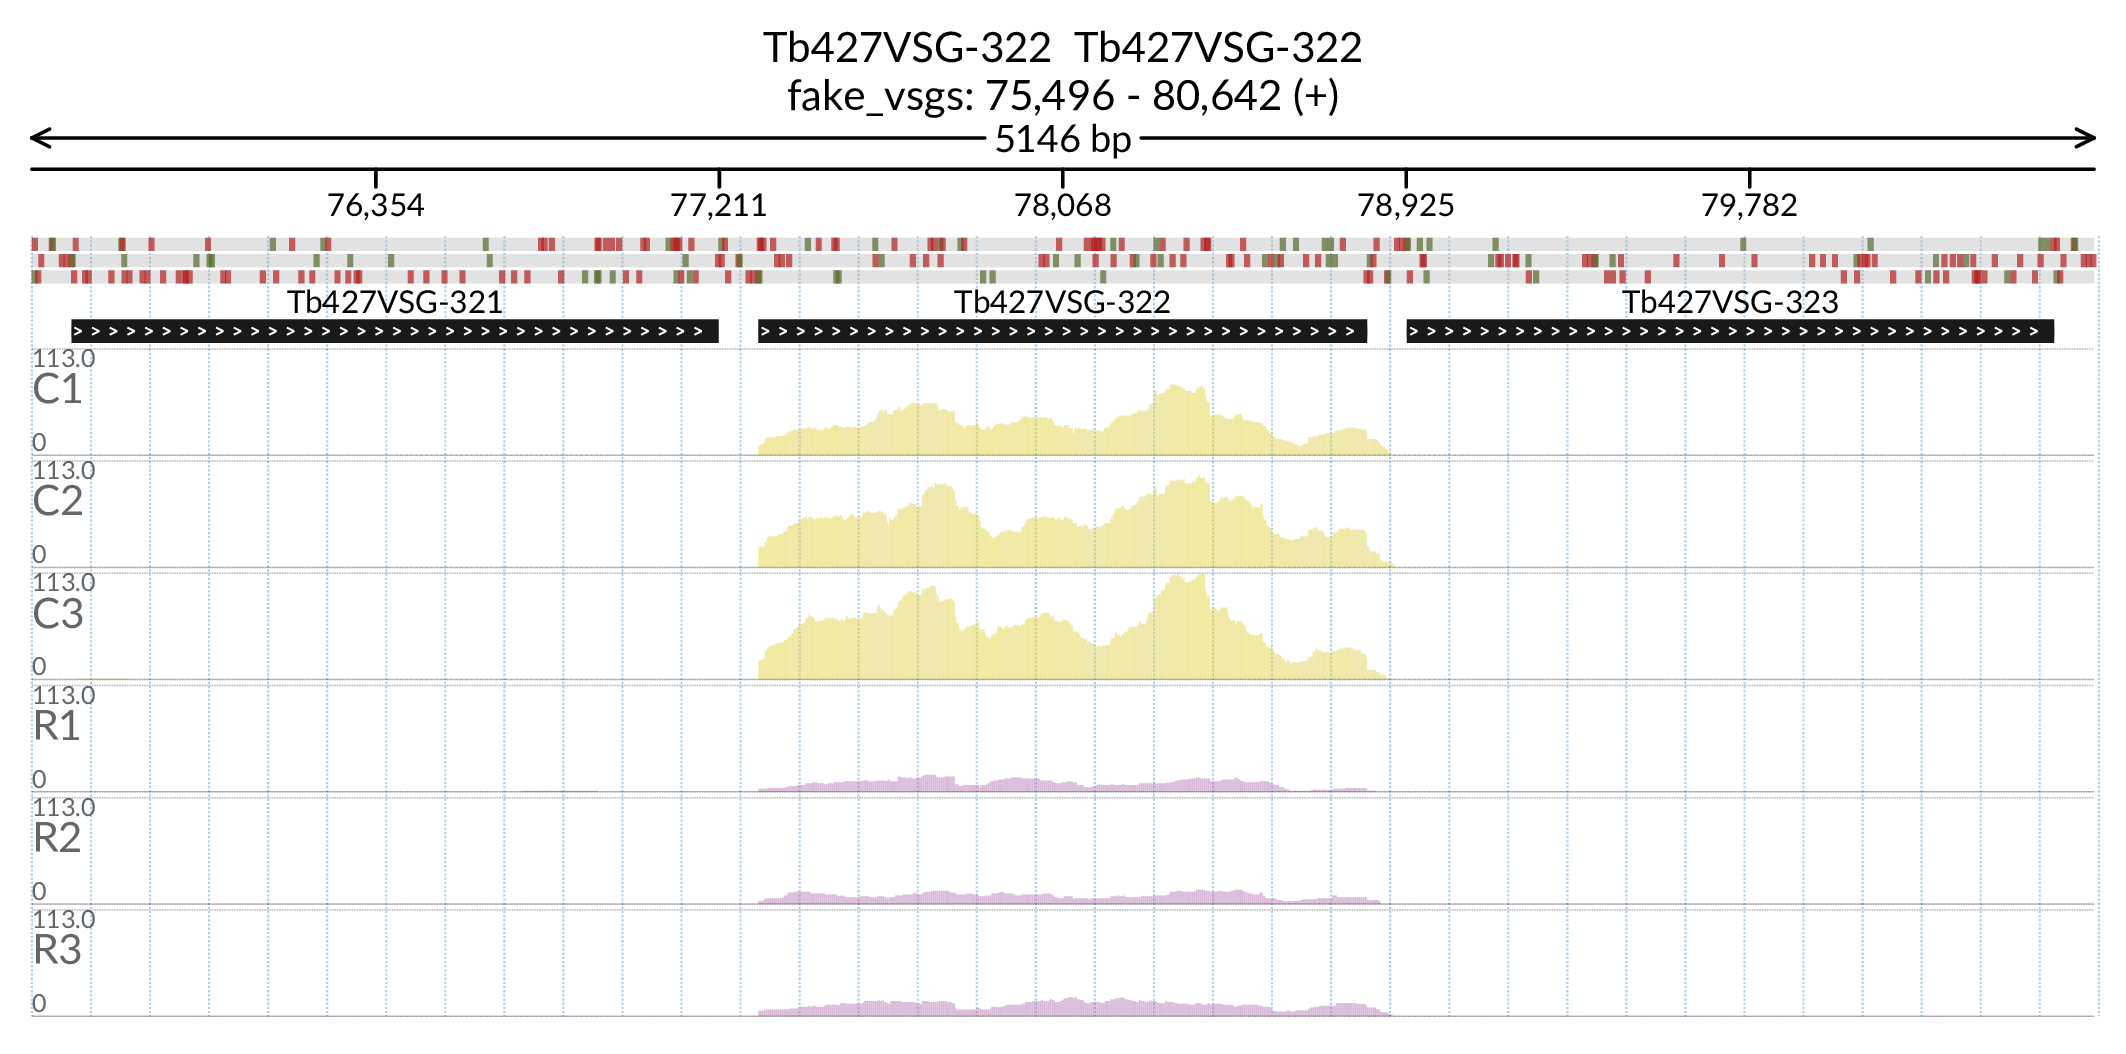 Tb427VSG-322  Tb427VSG-322
fake_vsgs: 75,496 - 80,642 (+)
5146 bp
76,354 77,211 78,068 78,925 79,782
Tb427VSG-321 Tb427VSG-322 Tb427VSG-323
113.0
C1
0
113.0
C2
0
113.0
C3
0
113.0
R1
0
113.0
R2
0
113.0
R3
0